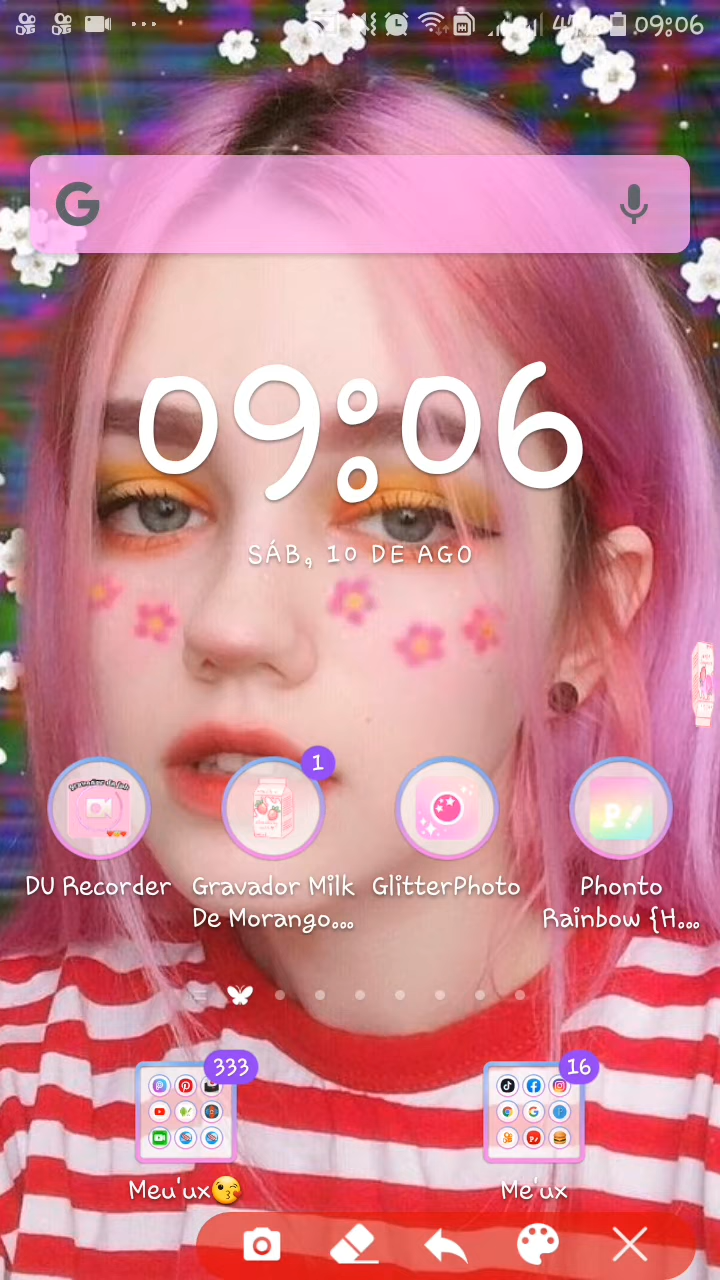 09:06
G
09:06
SÁB, 10 DE AGO
1
DU Recorder
Gravador Milk
De Morango...
GlitterPhoto
Phonto
Rainbow {H...
333
16
Meu'ux😘
Me'ux